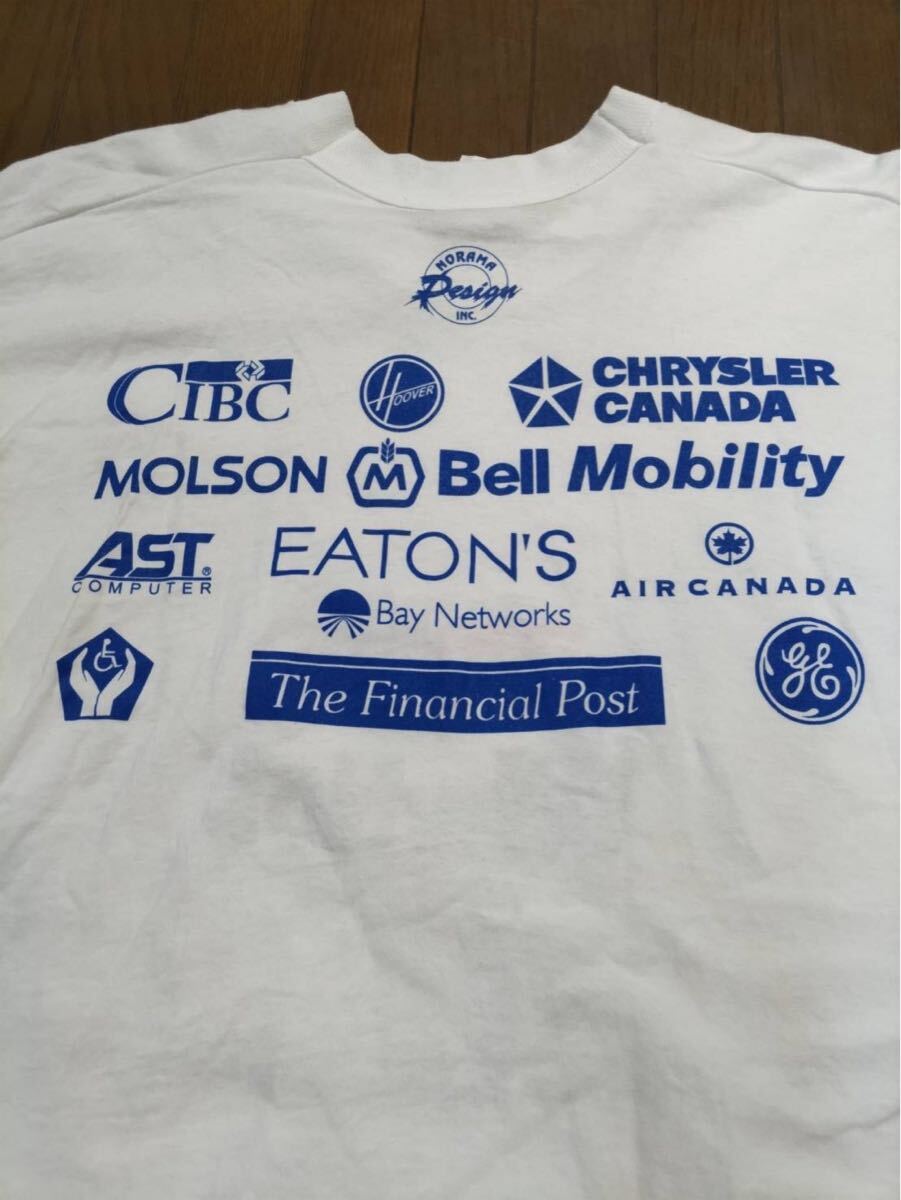 NORAMA
Design
INC.
CIBC
HOOVER
CHRYSLER
CANADA
MOLSON M Bell Mobility
AST®
COMPUTER
EATON'S
AIR CANADA
Bay Networks
The Financial Post
GE